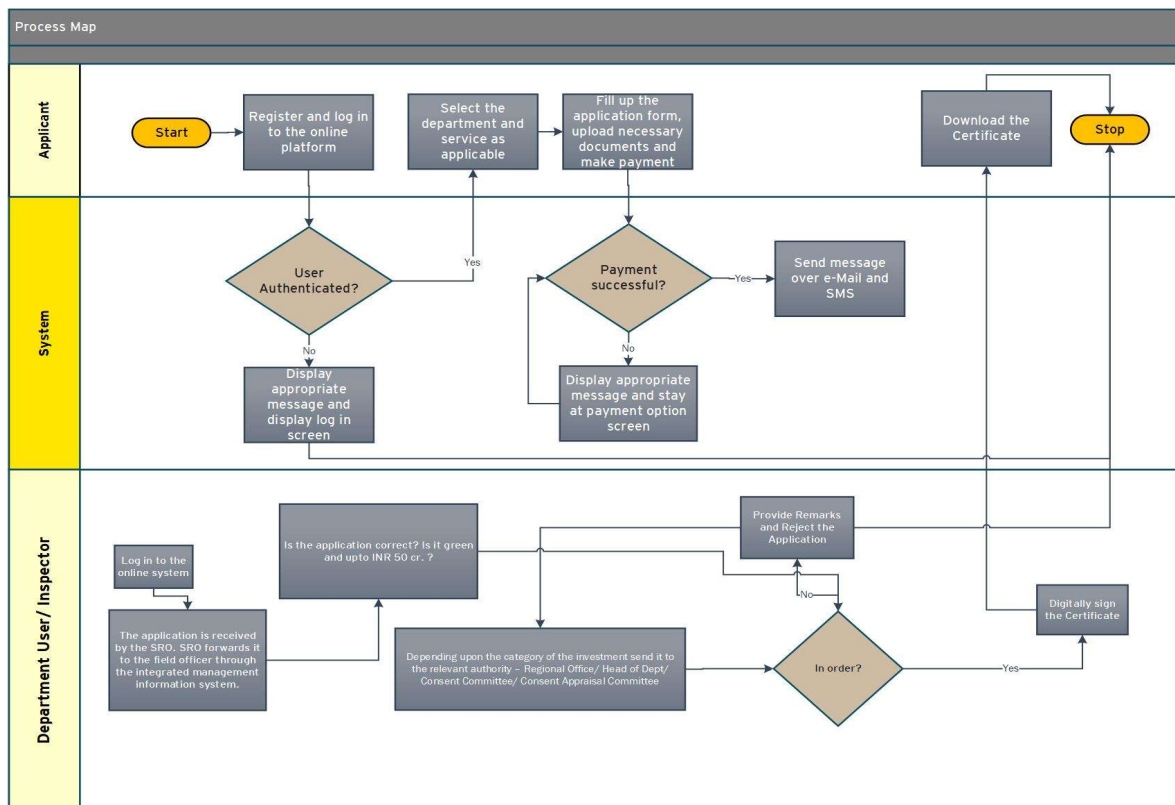 Process Map
Applicant
Start
Register and log in
to the online
platform
Select the
department and
service as
applicable
Fill up the
application form,
upload necessary
documents and
make payment
Download the
Certificate
Stop
System
User
Authenticated?
Yes
No
Display
appropriate
message and
display log in
screen
Payment
successful?
Yes
Send message
over e-Mail and
SMS
No
Display appropriate
message and stay
at payment option
screen
Department User/ Inspector
Log in to the
online system
The application is received
by the SRO. SRO forwards it
to the field officer through
the integrated management
information system.
Is the application correct? Is it green
and upto INR 50 cr. ?
Provide Remarks
and Reject the
Application
No
Depending upon the category of the investment send it to
the relevant authority – Regional Office/ Head of Dept/
Consent Committee/ Consent Appraisal Committee
In order?
Yes
Digitally sign
the Certificate